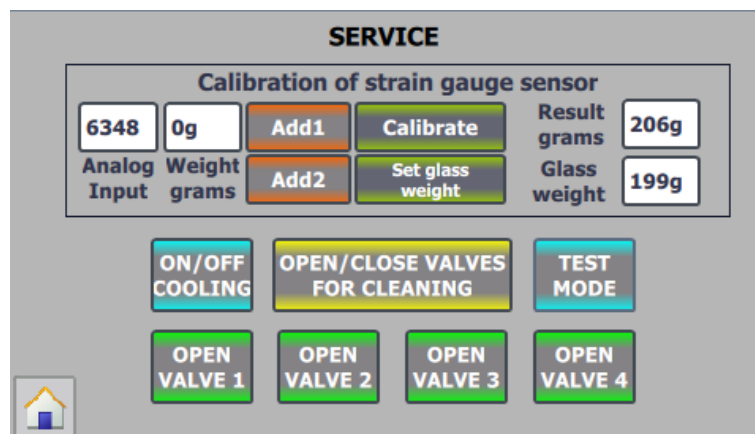 SERVICE
Calibration of strain gauge sensor
6348 0g Add1 Calibrate Result grams 206g
Analog Input Weight grams Add2 Set glass weight Glass weight 199g
ON/OFF COOLING OPEN/CLOSE VALVES FOR CLEANING TEST MODE
OPEN VALVE 1 OPEN VALVE 2 OPEN VALVE 3 OPEN VALVE 4